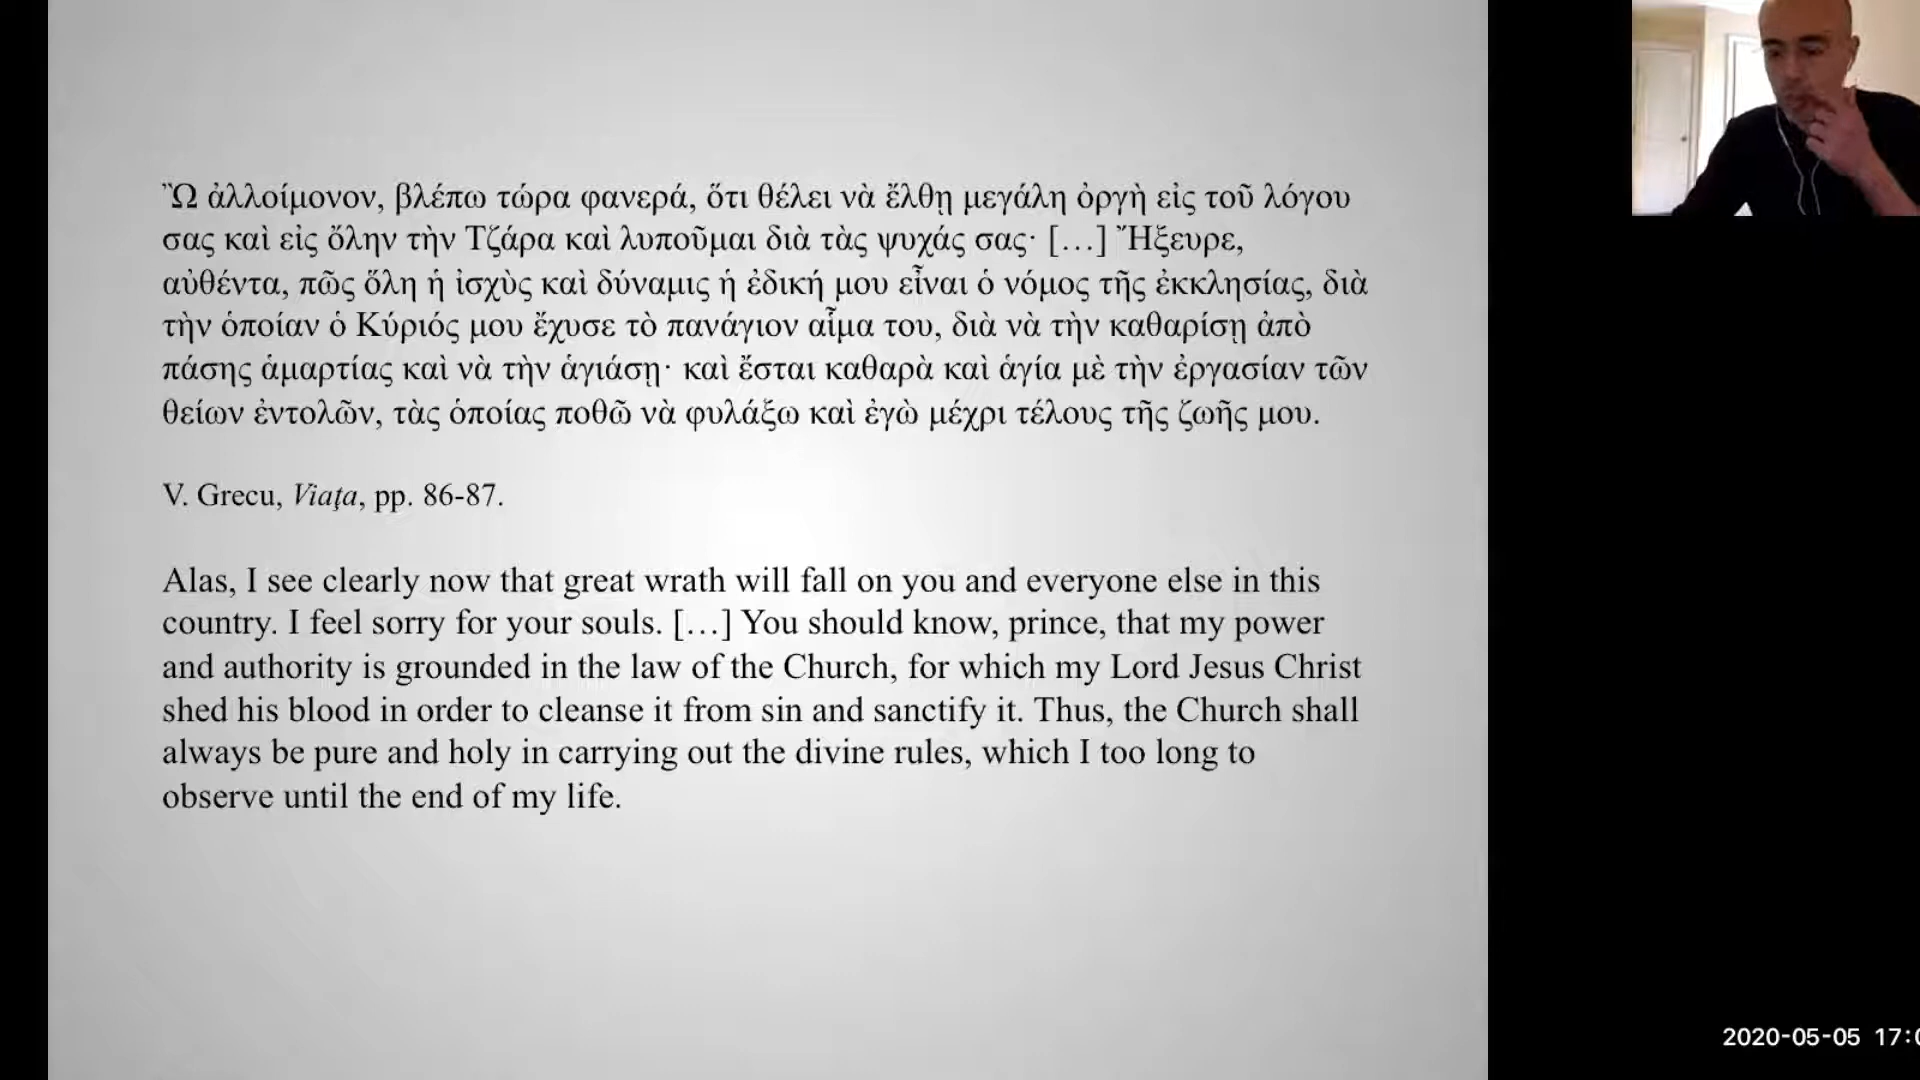 Ὢ ἀλλοίμονον, βλέπω τώρα φανερά, ὅτι θέλει νὰ ἔλθῃ μεγάλη ὀργὴ εἰς τοῦ λόγου
σας καὶ εἰς ὅλην τὴν Τζάρα καὶ λυποῦμαι διὰ τὰς ψυχάς σας· […] Ἤξευρε,
αὐθέντα, πῶς ὅλη ἡ ἰσχὺς καὶ δύναμις ἡ ἐδική μου εἶναι ὁ νόμος τῆς ἐκκλησίας, διὰ
τὴν ὁποίαν ὁ Κύριός μου ἔχυσε τὸ πανάγιον αἷμα του, διὰ νὰ τὴν καθαρίσῃ ἀπὸ
πάσης ἁμαρτίας καὶ νὰ τὴν ἁγιάσῃ· καὶ ἔσται καθαρὰ καὶ ἁγία μὲ τὴν ἐργασίαν τῶν
θείων ἐντολῶν, τὰς ὁποίας ποθῶ νὰ φυλάξω καὶ ἐγὼ μέχρι τέλους τῆς ζωῆς μου.
V. Grecu, Viaţa, pp. 86-87.
Alas, I see clearly now that great wrath will fall on you and everyone else in this
country. I feel sorry for your souls. […] You should know, prince, that my power
and authority is grounded in the law of the Church, for which my Lord Jesus Christ
shed his blood in order to cleanse it from sin and sanctify it. Thus, the Church shall
always be pure and holy in carrying out the divine rules, which I too long to
observe until the end of my life.
2020-05-05 17:0